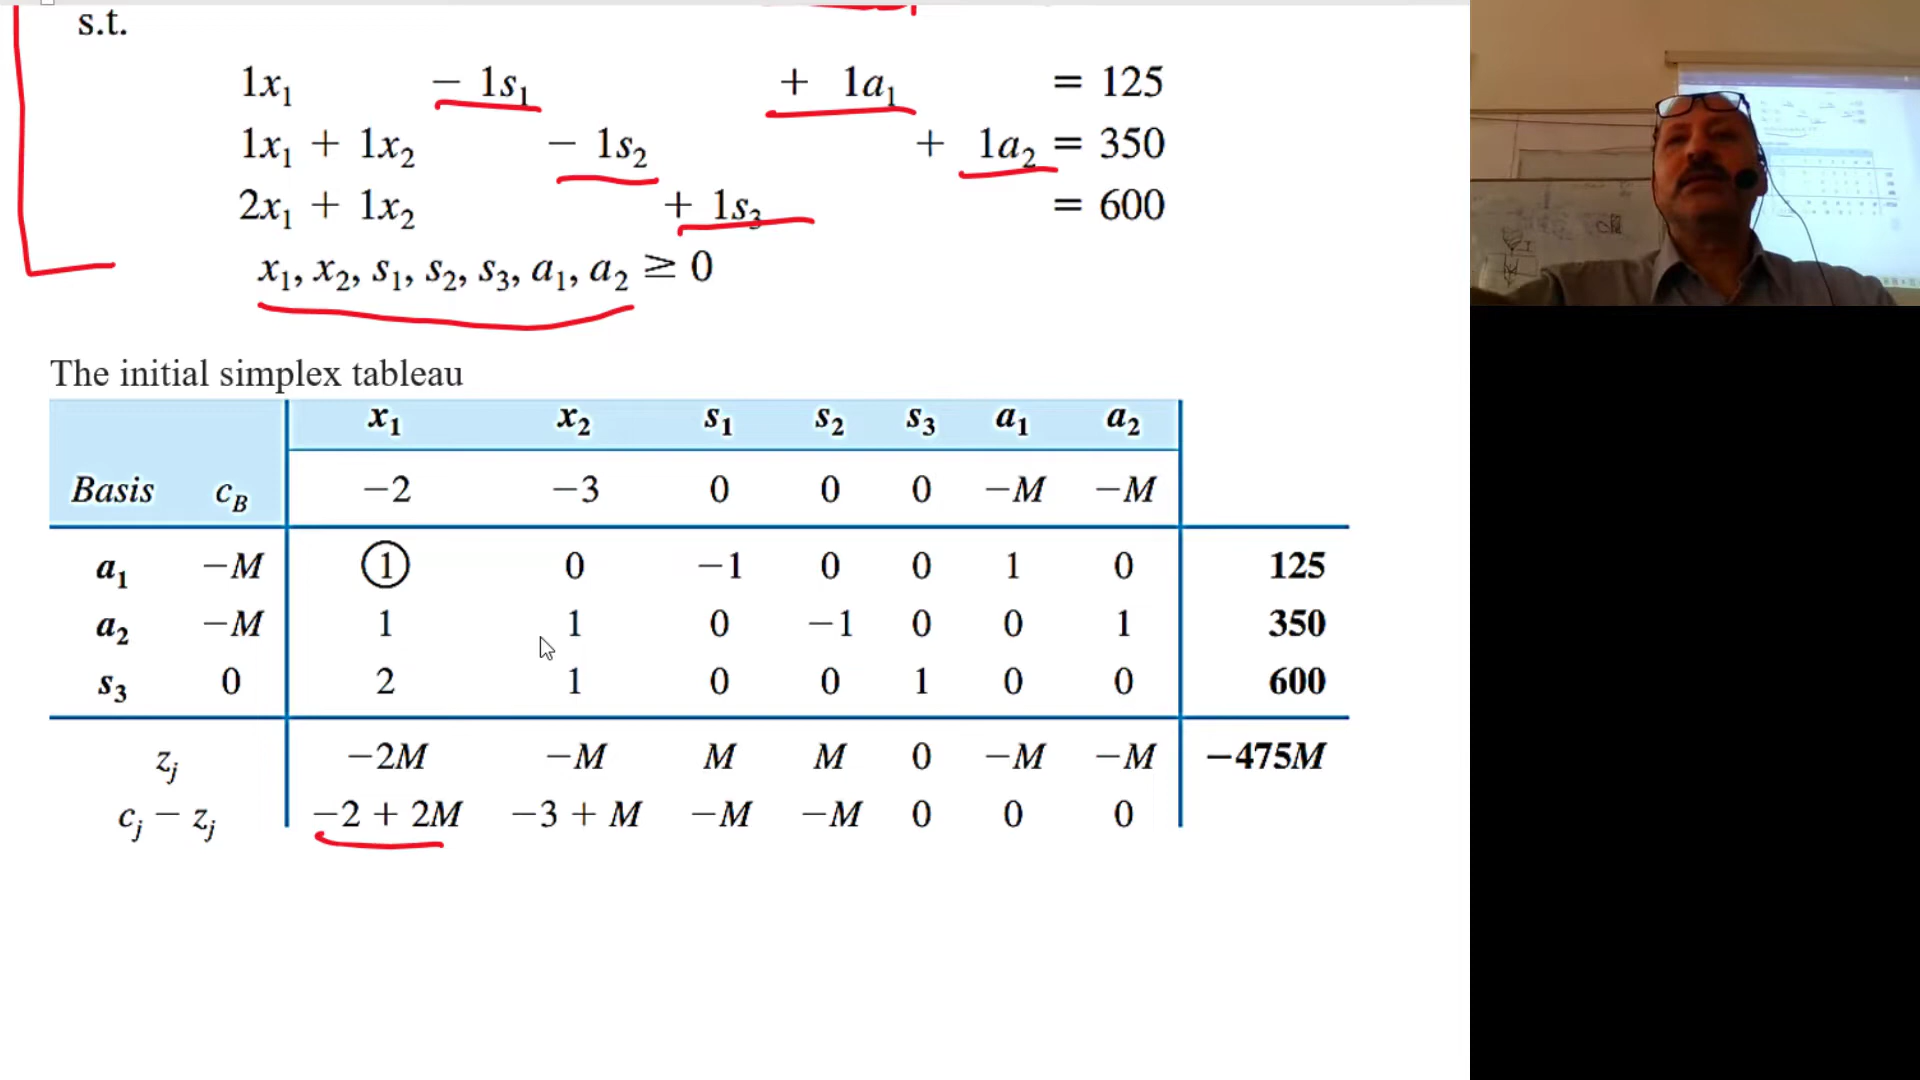 s.t.
1x₁ − 1s₁ + 1a₁ = 125
1x₁ + 1x₂ − 1s₂ + 1a₂ = 350
2x₁ + 1x₂ + 1s₃ = 600
x₁, x₂, s₁, s₂, s₃, a₁, a₂ ≥ 0
The initial simplex tableau
x₁ x₂ s₁ s₂ s₃ a₁ a₂
Basis c_B −2 −3 0 0 0 −M −M
a₁ −M 1 0 −1 0 0 1 0 125
a₂ −M 1 1 0 −1 0 0 1 350
s₃ 0 2 1 0 0 1 0 0 600
zⱼ −2M −M M M 0 −M −M −475M
cⱼ − zⱼ −2 + 2M −3 + M −M −M 0 0 0